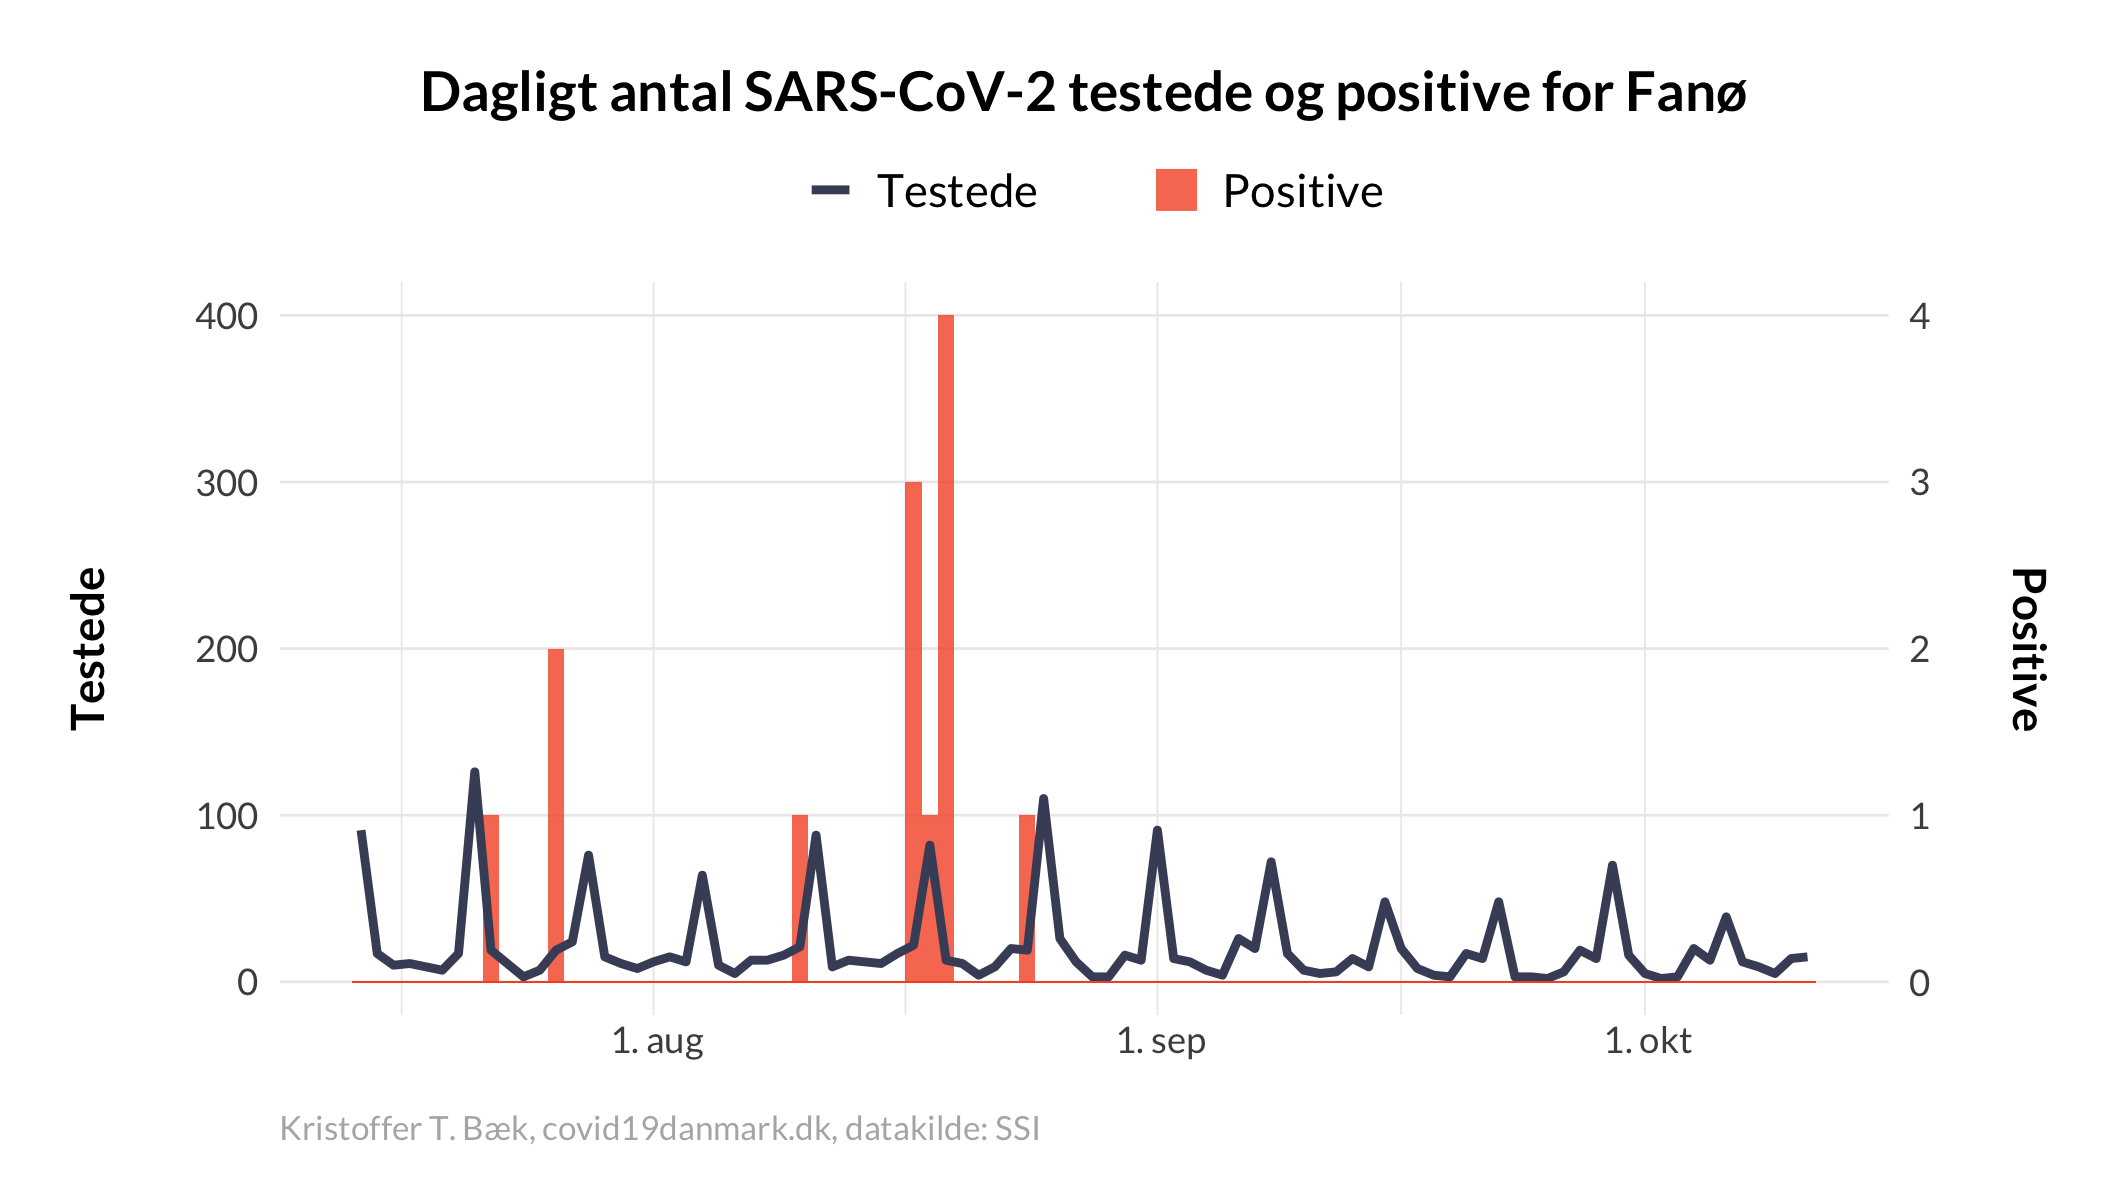 Dagligt antal SARS-CoV-2 testede og positive for Fanø
Testede Positive
400 4
300 3
200 2
100 1
0 0
Testede
Positive
1. aug 1. sep 1. okt
Kristoffer T. Bæk, covid19danmark.dk, datakilde: SSI